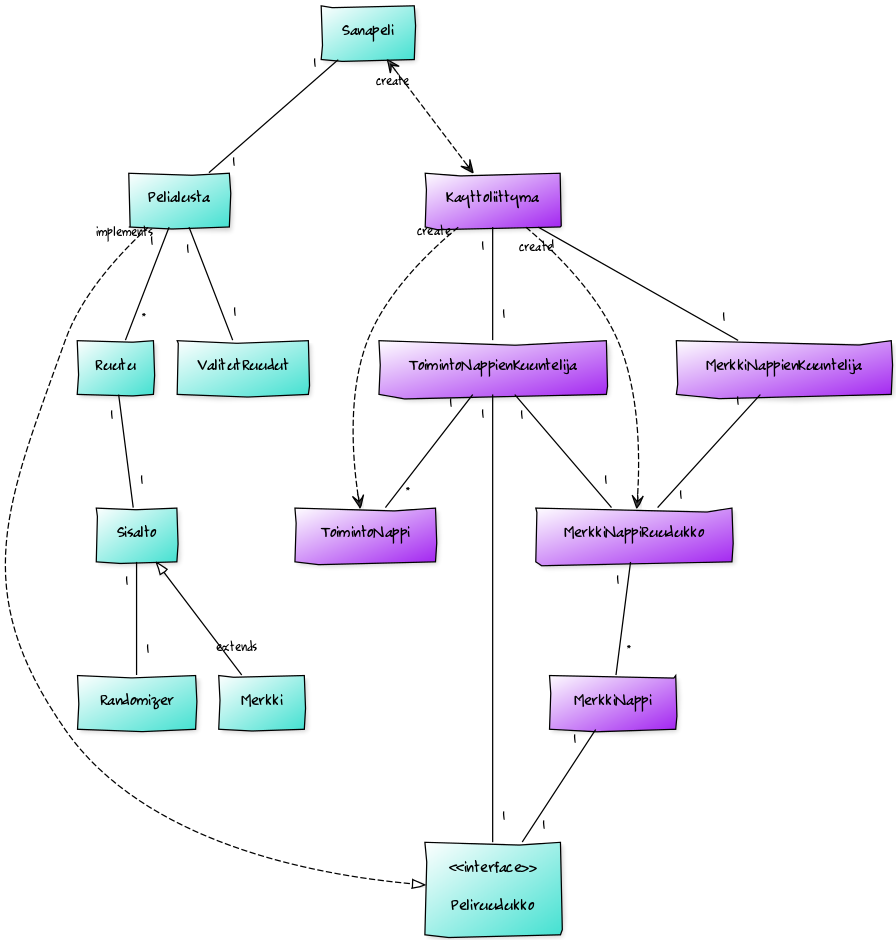 Sanapeli
1
create
1
Pelialusta
Kayttoliittyma
implements
1
1
create
1
create
1
*
1
1
1
Ruutu
ValitutRuudut
ToimintoNappienKuuntelija
MerkkiNappienKuuntelija
1
1
1
1
1
1
*
1
1
Sisalto
ToimintoNappi
MerkkiNappiRuudukko
1
1
1
extends
*
Randomizer
Merkki
MerkkiNappi
1
1
1
<<interface>>
Peliruudukko